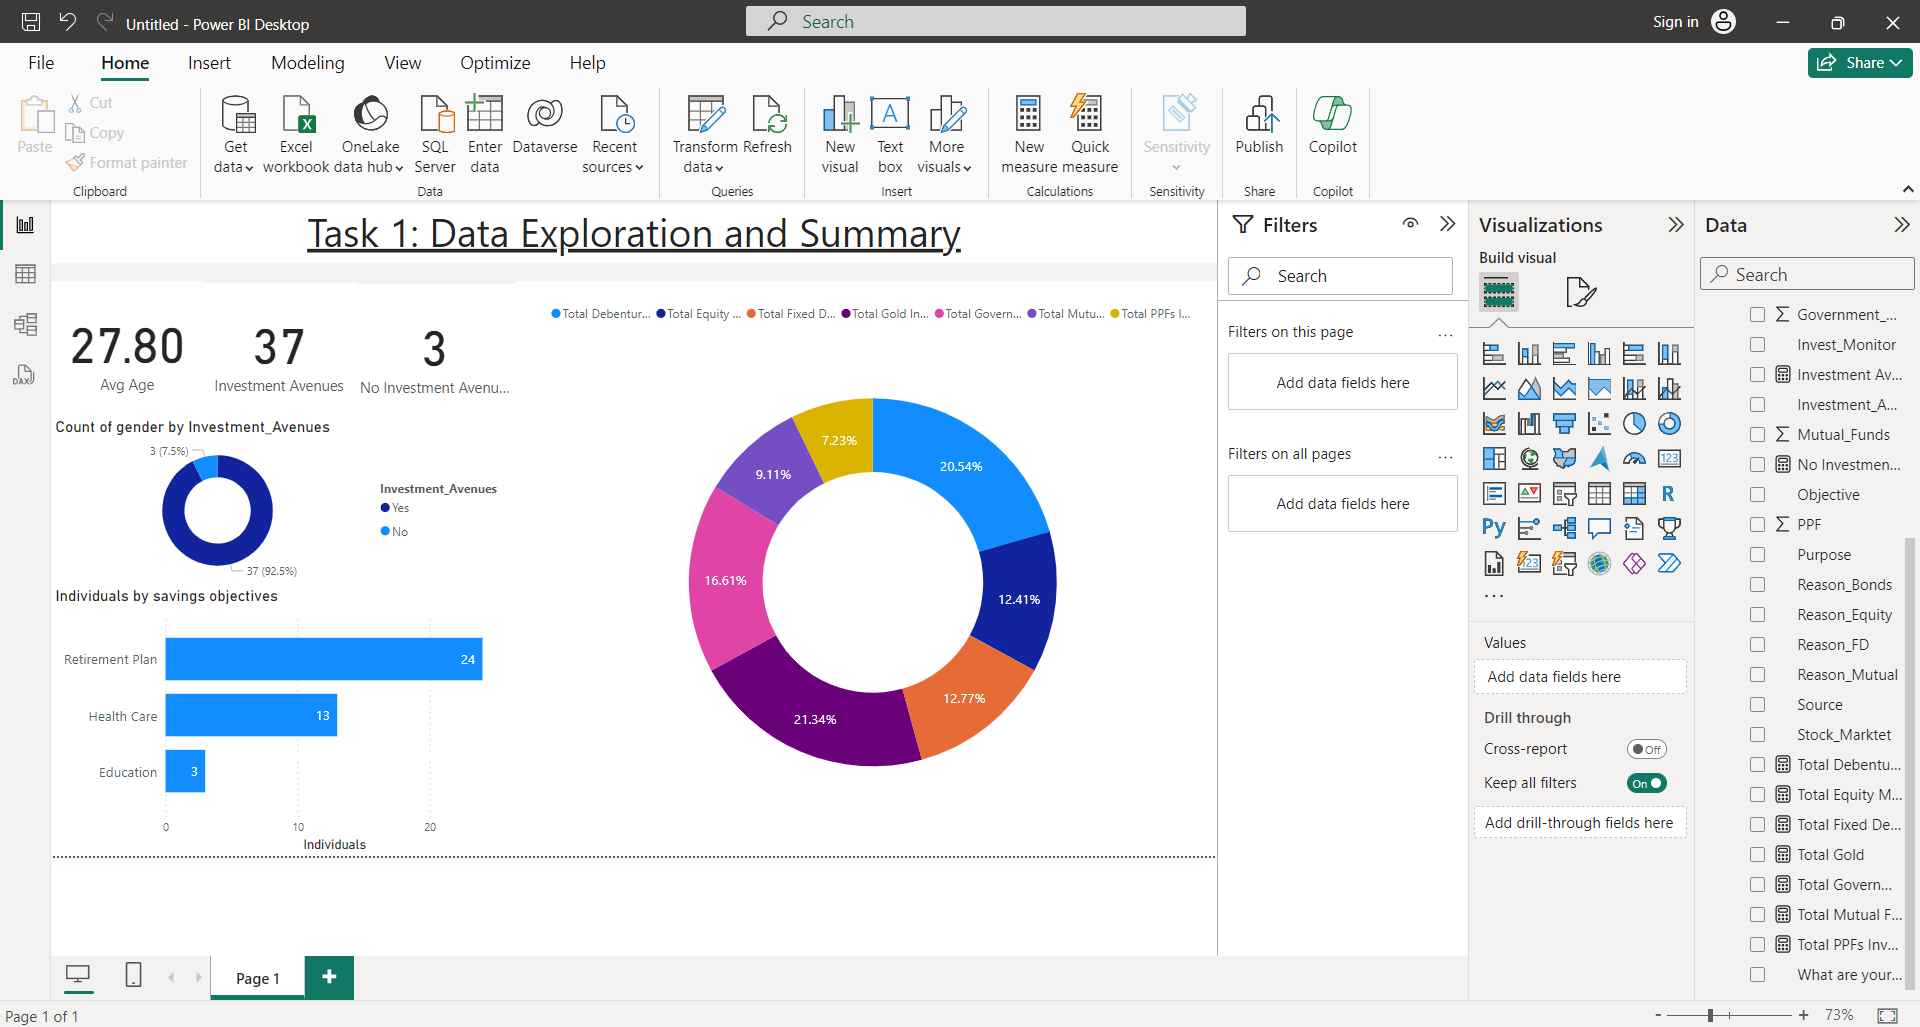 Untitled - Power BI Desktop
Search
Sign in
File Home Insert Modeling View Optimize Help
Share
Paste
Cut
Copy
Format painter
Clipboard
Get data
Excel workbook
OneLake data hub
SQL Server
Enter data
Dataverse
Recent sources
Data
Transform data
Refresh
Queries
New visual
Text box
More visuals
Insert
New measure
Quick measure
Calculations
Sensitivity
Sensitivity
Publish
Share
Copilot
Copilot
DAX
Task 1: Data Exploration and Summary
27.80
Avg Age
37
Investment Avenues
3
No Investment Avenu...
Count of gender by Investment_Avenues
3 (7.5%)
37 (92.5%)
Investment_Avenues
Yes
No
Individuals by savings objectives
Retirement Plan 24
Health Care 13
Education 3
0 10 20
Individuals
Total Debentur... Total Equity ... Total Fixed D... Total Gold In... Total Govern... Total Mutu... Total PPFs I...
7.23%
20.54%
9.11%
16.61%
12.41%
12.77%
21.34%
Filters
Search
Filters on this page ...
Add data fields here
Filters on all pages ...
Add data fields here
Visualizations
Build visual
123
R
Py
123
...
Values
Add data fields here
Drill through
Cross-report Off
Keep all filters On
Add drill-through fields here
Data
Search
Government_...
Invest_Monitor
Investment Av...
Investment_A...
Mutual_Funds
No Investmen...
Objective
PPF
Purpose
Reason_Bonds
Reason_Equity
Reason_FD
Reason_Mutual
Source
Stock_Marktet
Total Debentu...
Total Equity M...
Total Fixed De...
Total Gold
Total Govern...
Total Mutual F...
Total PPFs Inv...
What are your...
Page 1
+
Page 1 of 1
- + 73%